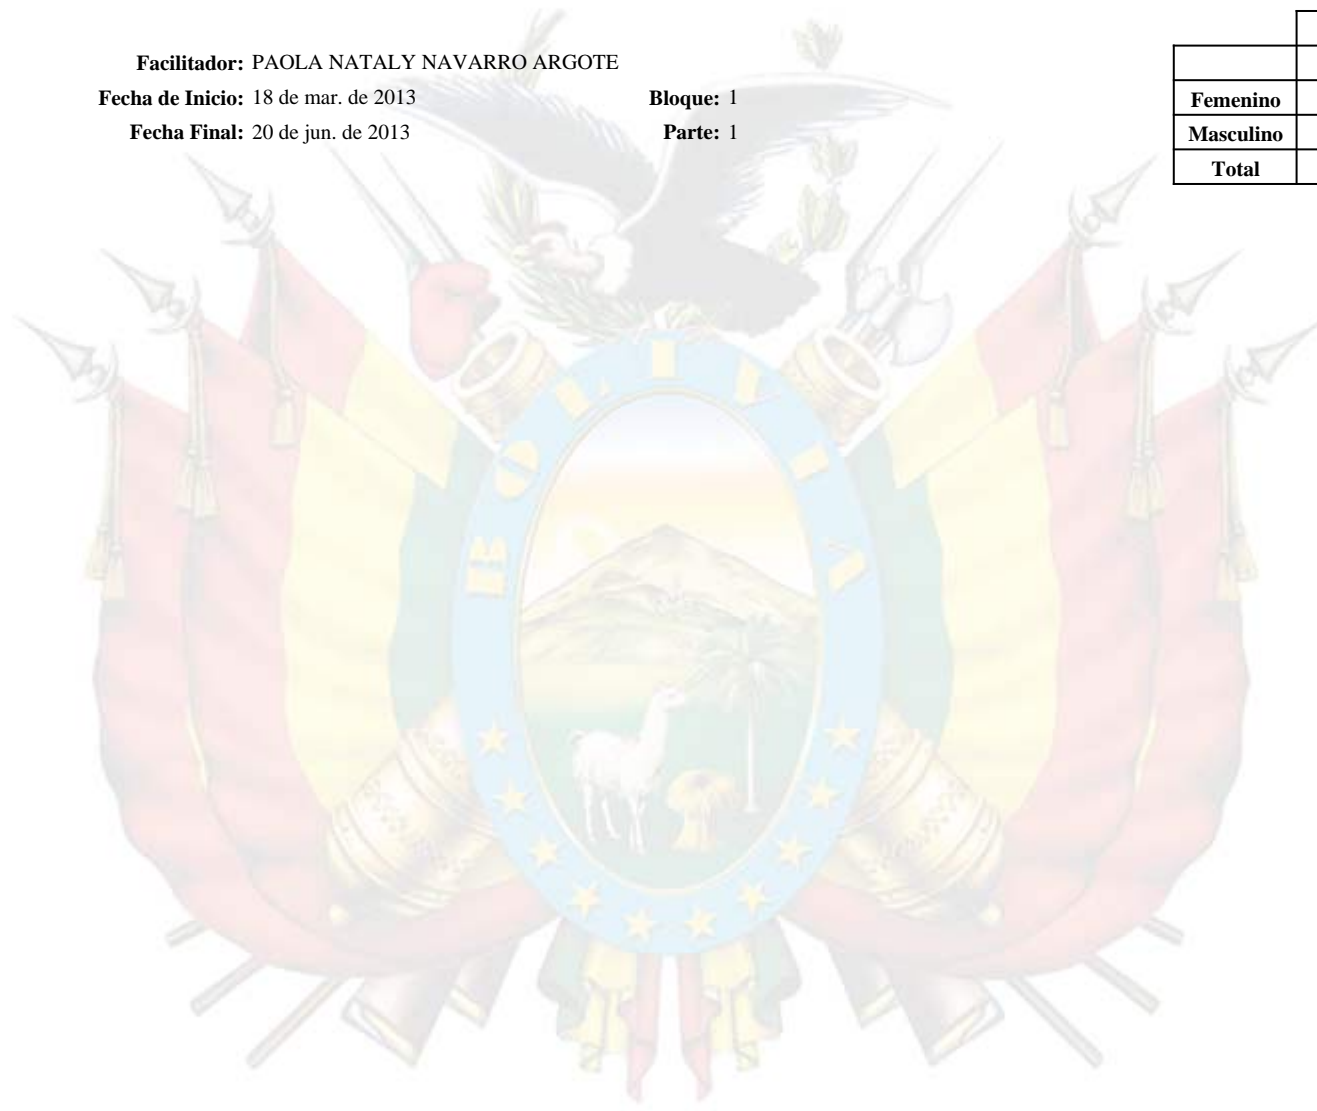 Facilitador: PAOLA NATALY NAVARRO ARGOTE
Fecha de Inicio: 18 de mar. de 2013 Bloque: 1
Fecha Final: 20 de jun. de 2013 Parte: 1
Femenino
Masculino
Total
BOLIVIA